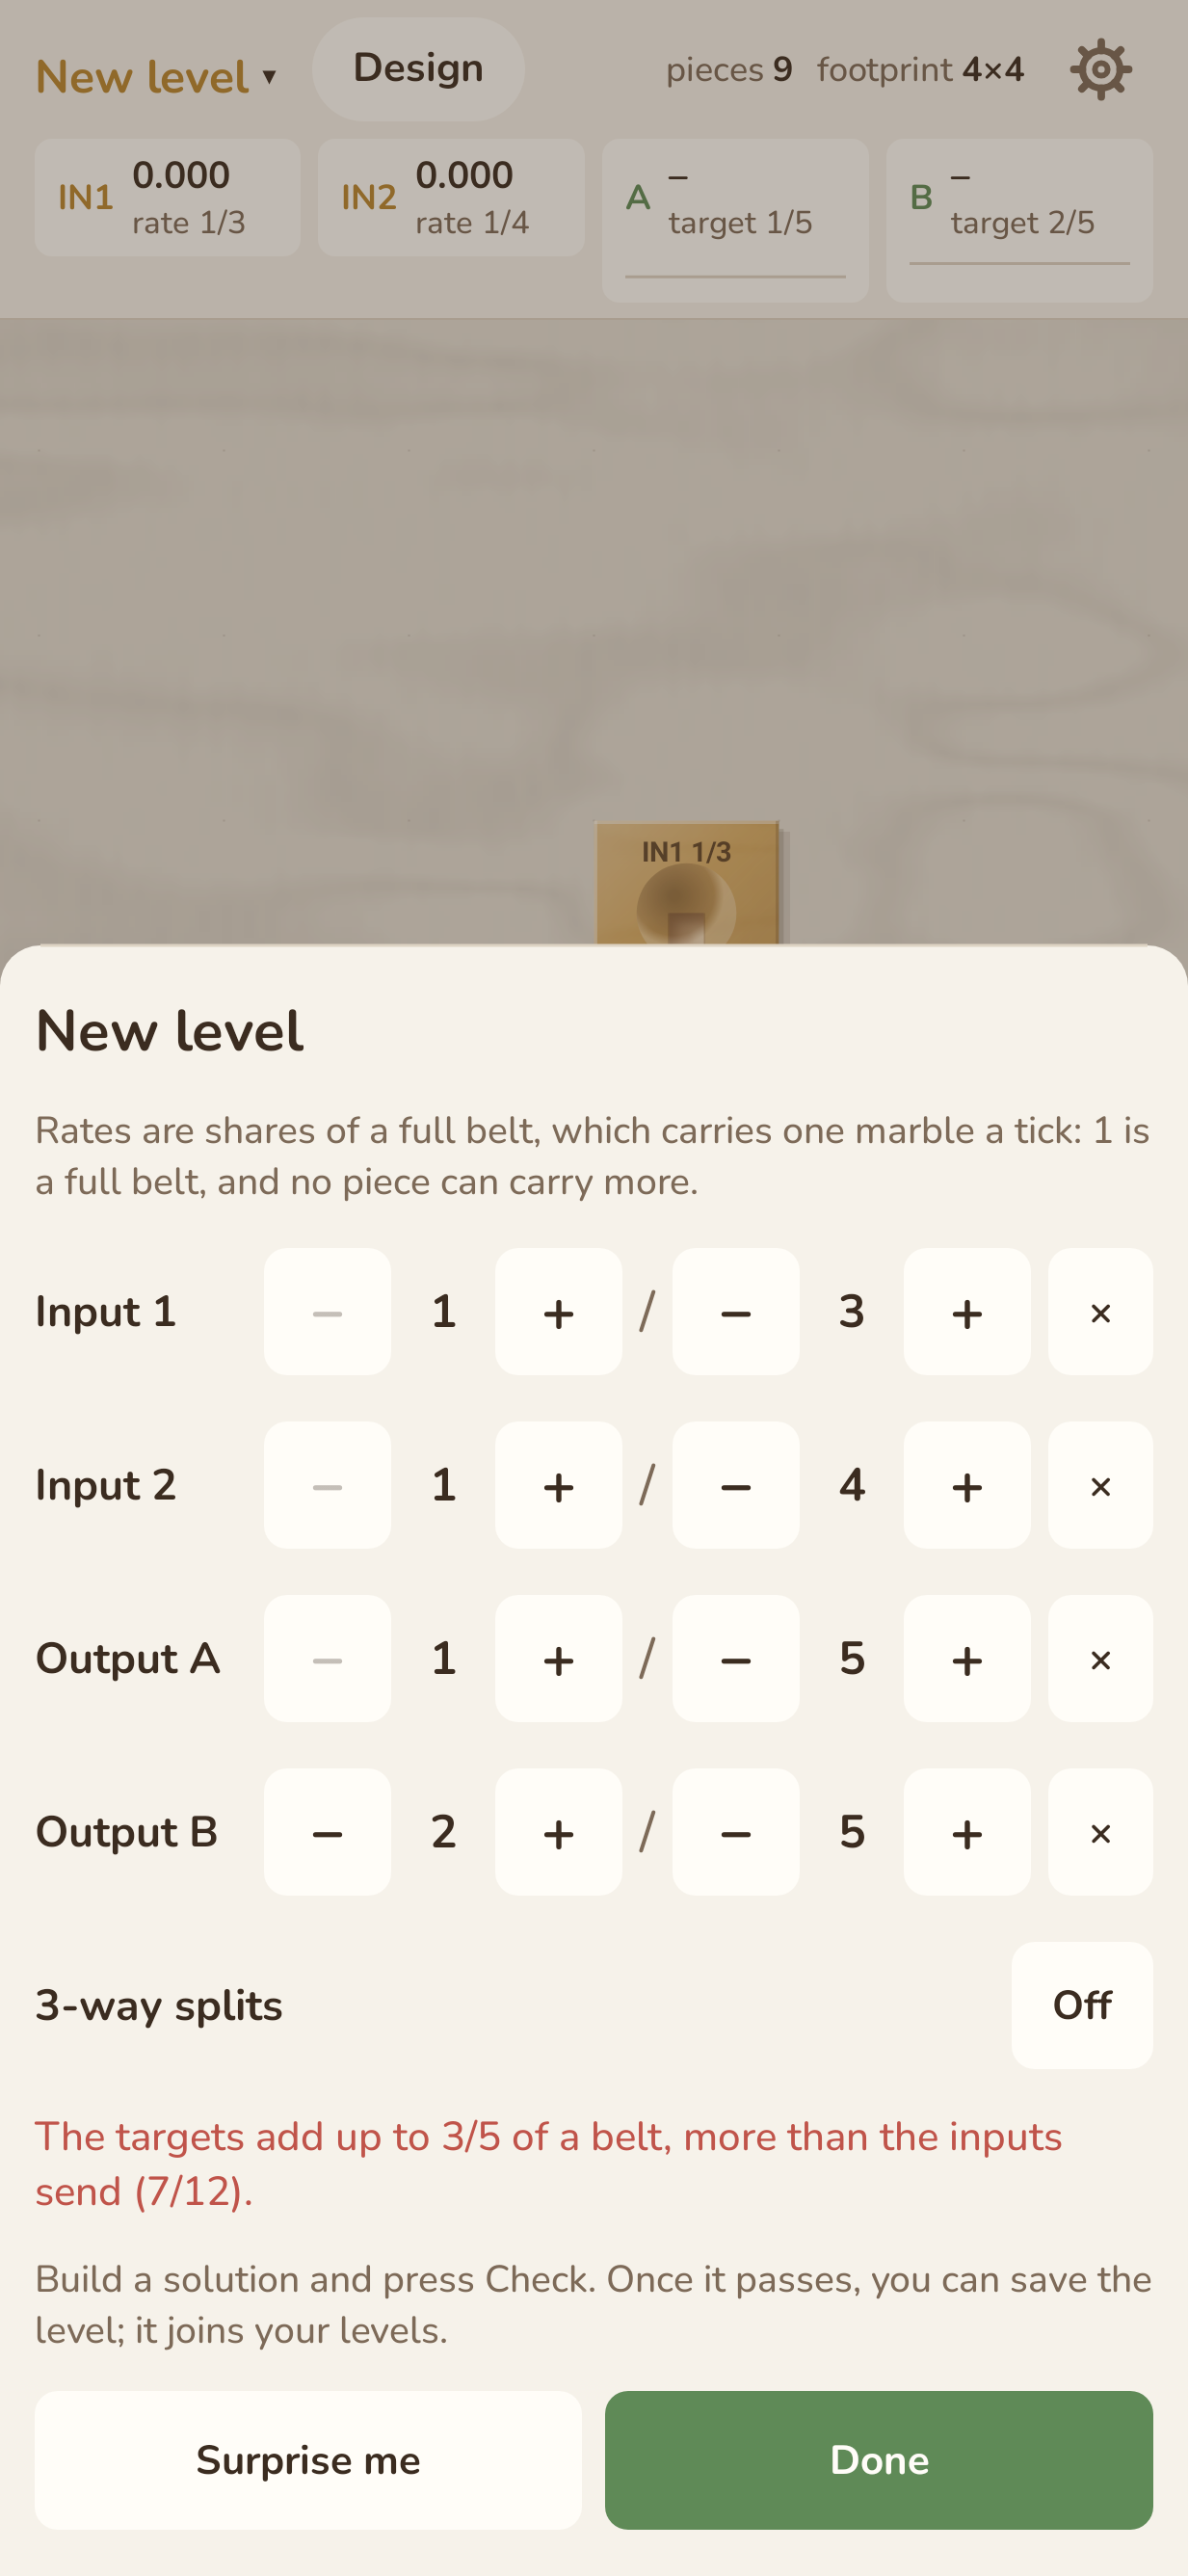 New level ▾ Design pieces 9 footprint 4×4
IN1 0.000 rate 1/3
IN2 0.000 rate 1/4
A – target 1/5
B – target 2/5
IN1 1/3
New level
Rates are shares of a full belt, which carries one marble a tick: 1 is
a full belt, and no piece can carry more.
Input 1 − 1 + / − 3 + ×
Input 2 − 1 + / − 4 + ×
Output A − 1 + / − 5 + ×
Output B − 2 + / − 5 + ×
3-way splits Off
The targets add up to 3/5 of a belt, more than the inputs
send (7/12).
Build a solution and press Check. Once it passes, you can save the
level; it joins your levels.
Surprise me Done